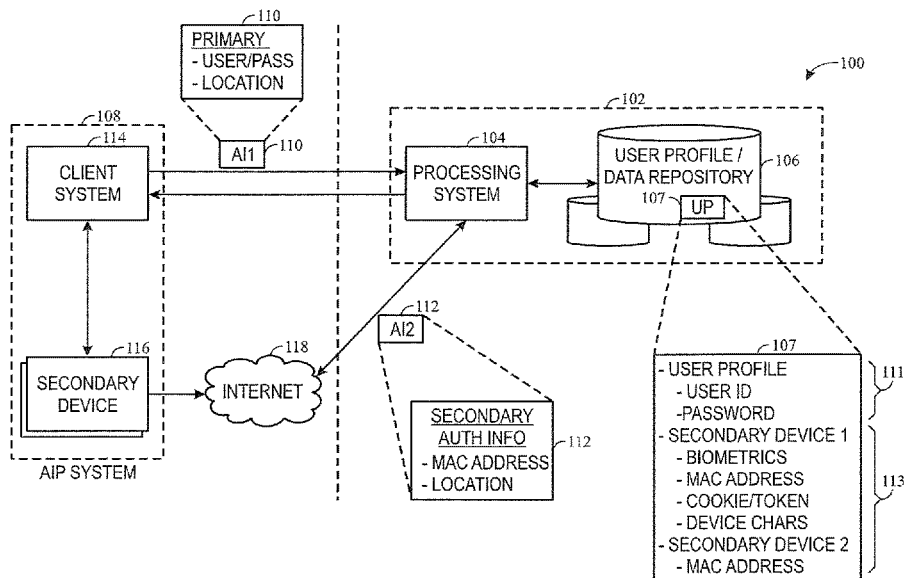 110
PRIMARY
- USER/PASS
- LOCATION
100
108
102
114
CLIENT
SYSTEM
AI1
110
104
PROCESSING
SYSTEM
USER PROFILE /
DATA REPOSITORY
106
107
UP
116
SECONDARY
DEVICE
AIP SYSTEM
118
INTERNET
112
AI2
SECONDARY
AUTH INFO
- MAC ADDRESS
- LOCATION
112
107
- USER PROFILE
- USER ID
-PASSWORD
111
- SECONDARY DEVICE 1
- BIOMETRICS
- MAC ADDRESS
- COOKIE/TOKEN
- DEVICE CHARS
- SECONDARY DEVICE 2
- MAC ADDRESS
113